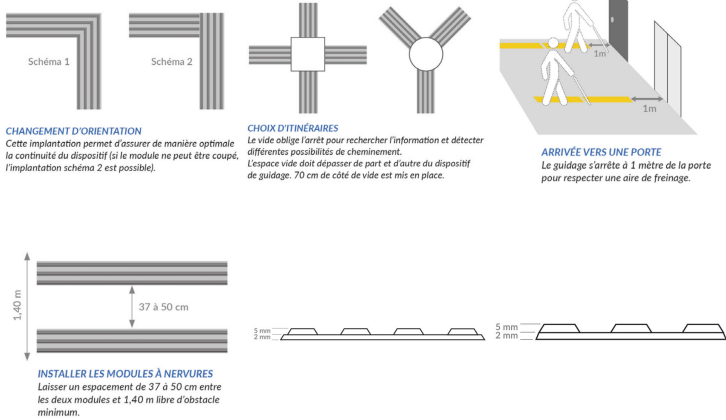 Schéma 1
Schéma 2
CHANGEMENT D'ORIENTATION
Cette implantation permet d'assurer de manière optimale
la continuité du dispositif (si le module ne peut être coupé,
l'implantation schéma 2 est possible).
CHOIX D'ITINÉRAIRES
Le vide oblige l'arrêt pour rechercher l'information et détecter
différentes possibilités de cheminement.
L'espace vide doit dépasser de part et d'autre du dispositif
de guidage. 70 cm de côté de vide est mis en place.
1m
1m
ARRIVÉE VERS UNE PORTE
Le guidage s'arrête à 1 mètre de la porte
pour respecter une aire de freinage.
1,40 m
37 à 50 cm
INSTALLER LES MODULES À NERVURES
Laisser un espacement de 37 à 50 cm entre
les deux modules et 1,40 m libre d'obstacle
minimum.
5 mm
2 mm
5 mm
2 mm